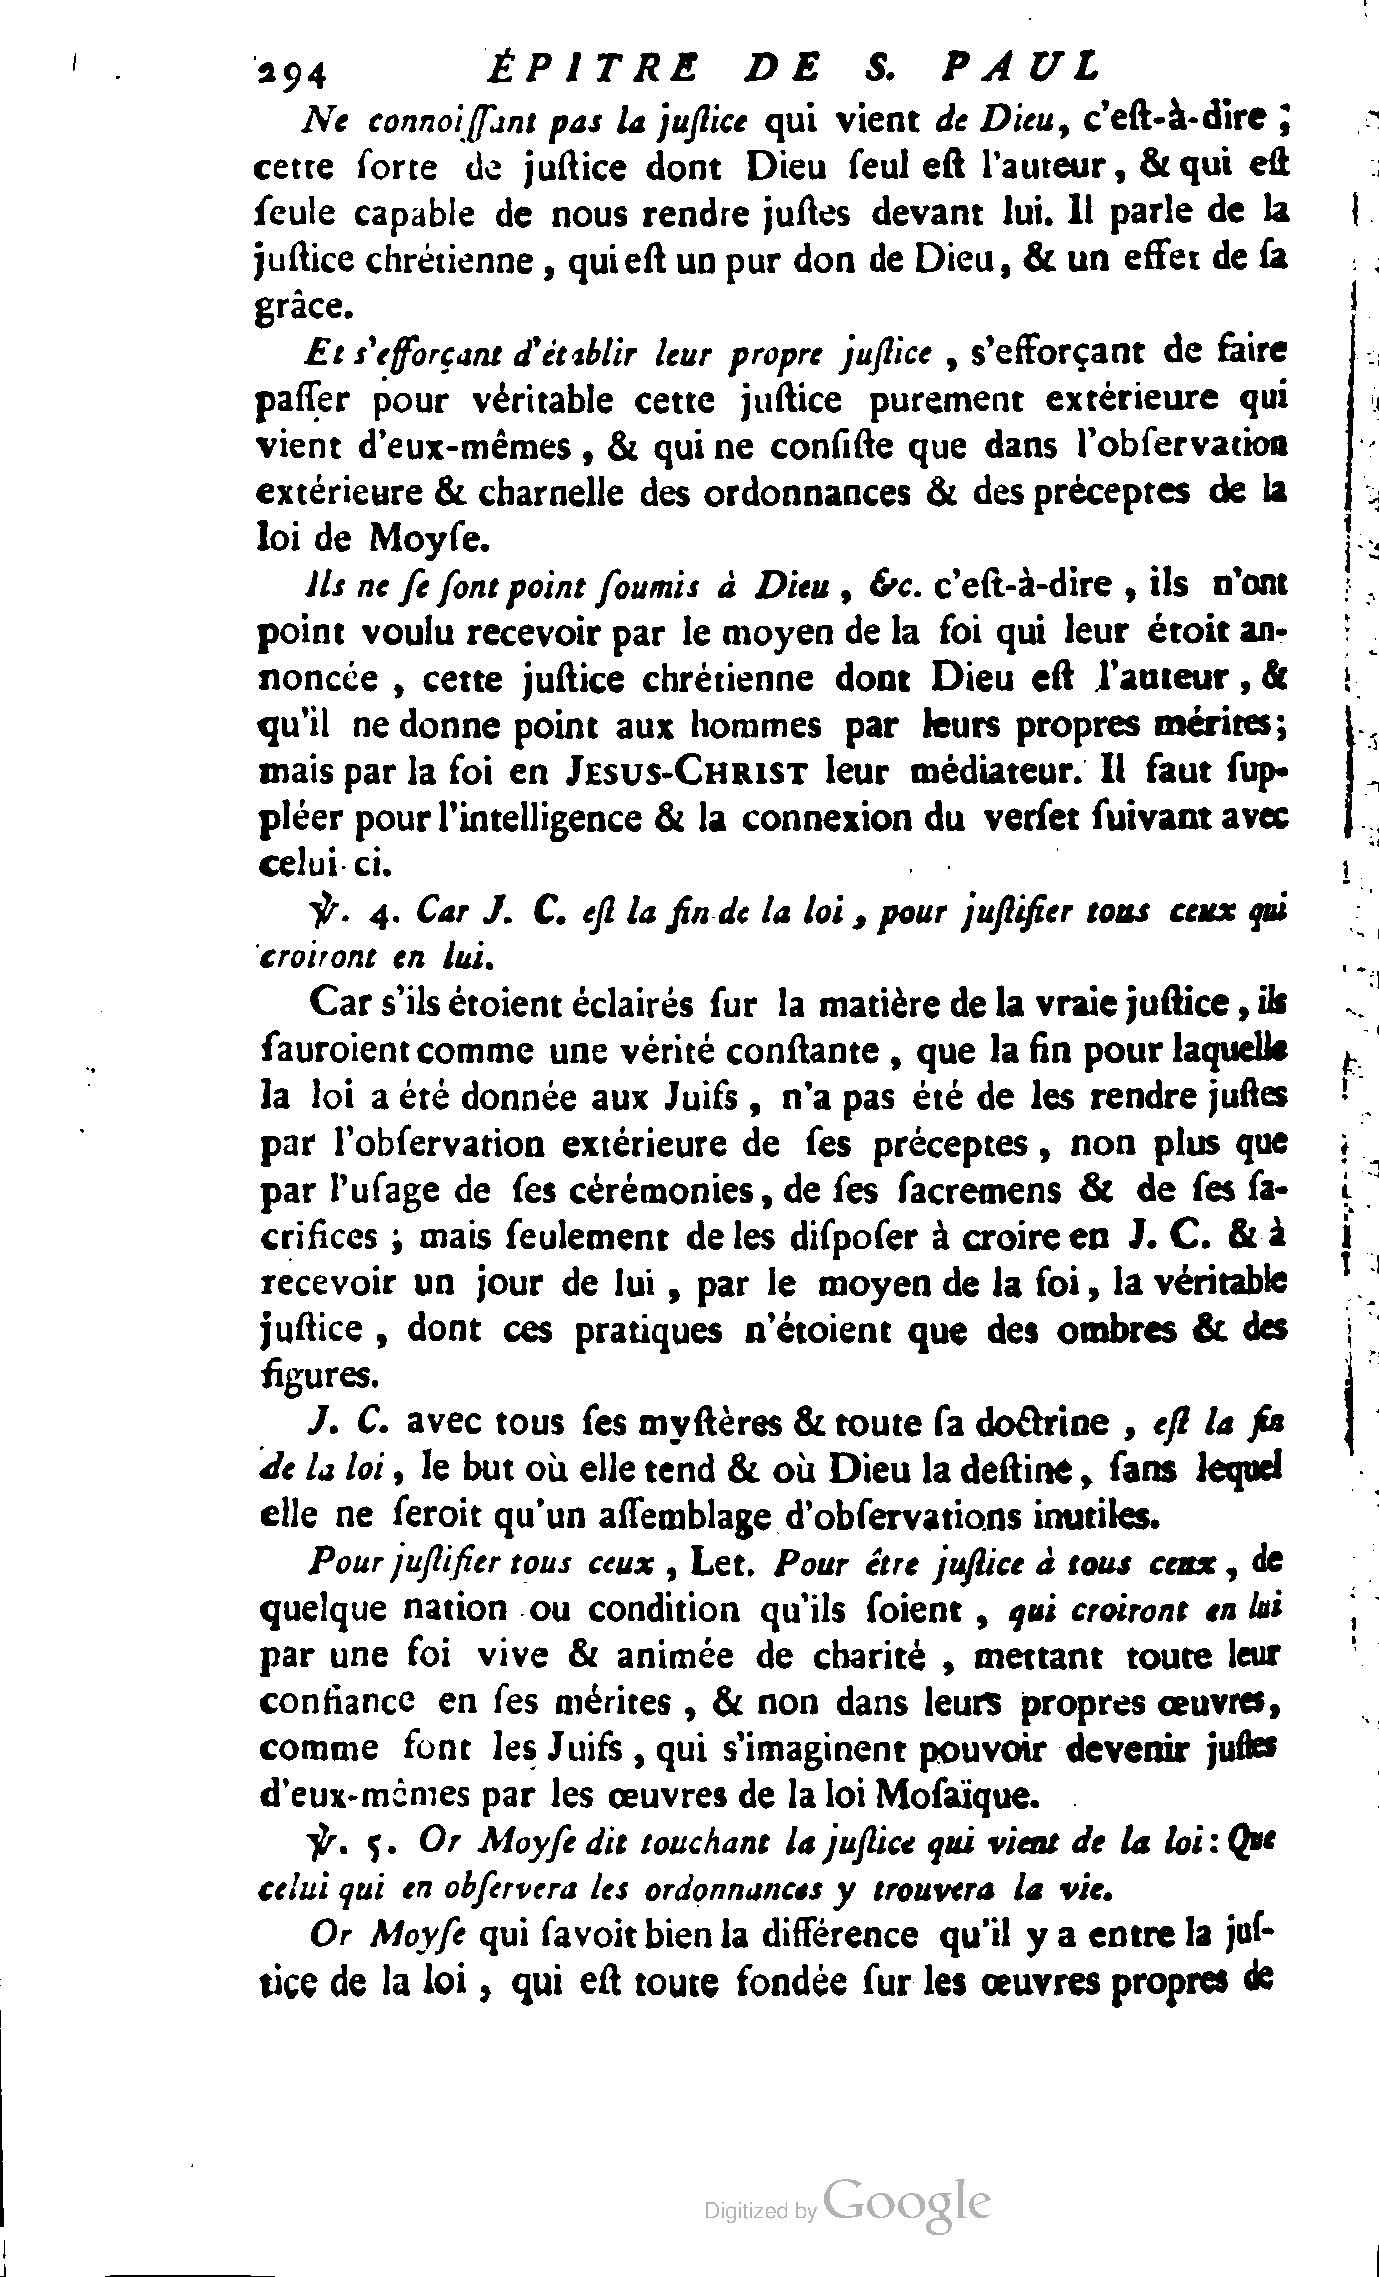 294 ÉPITRE DE S. PAUL
Ne connoiſſant pas la juſtice qui vient de Dieu, c'eſt-à-dire ;
cette ſorte de juſtice dont Dieu ſeul eſt l'auteur, & qui eſt
ſeule capable de nous rendre juſtes devant lui. Il parle de la
juſtice chrétienne, qui eſt un pur don de Dieu, & un effet de ſa
grâce.
Et s'efforçant d'établir leur propre juſtice, s'efforçant de faire
paſſer pour véritable cette juſtice purement extérieure qui
vient d'eux-mêmes, & qui ne conſiſte que dans l'obſervation
extérieure & charnelle des ordonnances & des préceptes de la
loi de Moyſe.
Ils ne ſe ſont point ſoumis à Dieu, &c. c'eſt-à-dire, ils n'ont
point voulu recevoir par le moyen de la foi qui leur étoit an-
noncée, cette juſtice chrétienne dont Dieu eſt l'auteur, &
qu'il ne donne point aux hommes par leurs propres mérites;
mais par la foi en JESUS-CHRIST leur médiateur. Il faut ſup-
pléer pour l'intelligence & la connexion du verſet ſuivant avec
celui-ci.
℣. 4. Car J. C. eſt la fin de la loi, pour juſtifier tous ceux qui
croiront en lui.
Car s'ils étoient éclairés ſur la matière de la vraie juſtice, ils
ſauroient comme une vérité conſtante, que la fin pour laquelle
la loi a été donnée aux Juifs, n'a pas été de les rendre juſtes
par l'obſervation extérieure de ſes préceptes, non plus que
par l'uſage de ſes cérémonies, de ſes ſacremens & de ſes ſa-
crifices ; mais ſeulement de les diſpoſer à croire en J. C. & à
recevoir un jour de lui, par le moyen de la foi, la véritable
juſtice, dont ces pratiques n'étoient que des ombres & des
figures.
J. C. avec tous ſes myſtères & toute ſa doctrine, eſt la fin
de la loi, le but où elle tend & où Dieu la deſtine, ſans lequel
elle ne ſeroit qu'un aſſemblage d'obſervations inutiles.
Pour juſtifier tous ceux, Let. Pour être juſtice à tous ceux, de
quelque nation ou condition qu'ils ſoient, qui croiront en lui
par une foi vive & animée de charité, mettant toute leur
confiance en ſes mérites, & non dans leurs propres œuvres,
comme font les Juifs, qui s'imaginent pouvoir devenir juſtes
d'eux-mêmes par les œuvres de la loi Moſaïque.
℣. 5. Or Moyſe dit touchant la juſtice qui vient de la loi: Que
celui qui en obſervera les ordonnances y trouvera la vie.
Or Moyſe qui ſavoit bien la différence qu'il y a entre la juſ-
tice de la loi, qui eſt toute fondée ſur les œuvres propres de
Digitized by Google